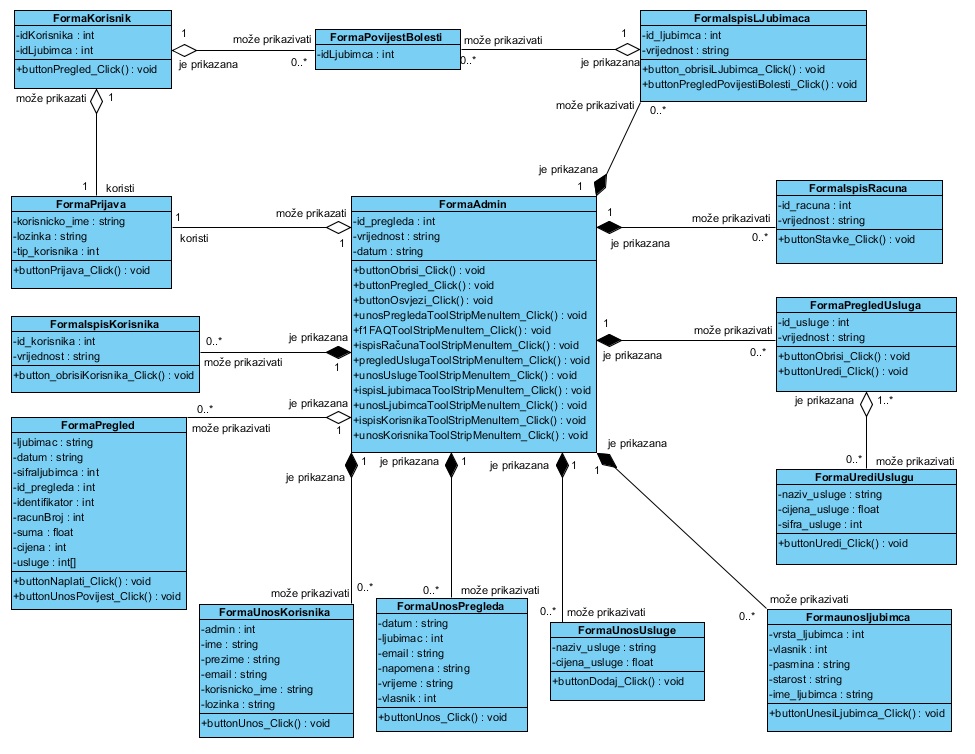 FormaKorisnik
-idKorisnika : int
-idLjubimca : int
+buttonPregled_Click() : void
1
može prikazivati
je prikazana
0..*
FormaPovijestBolesti
-idLjubimca : int
može prikazivati
0..*
1
je prikazana
FormaIspisLJubimaca
-id_ljubimca : int
-vrijednost : string
+button_obrisiLJubimca_Click() : void
+buttonPregledPovijestiBolesti_Click() : void
može prikazati
1
1
koristi
može prikazivati
0..*
je prikazana
1
FormaPrijava
-korisnicko_ime : string
-lozinka : string
-tip_korisnika : int
+buttonPrijava_Click() : void
1
koristi
može prikazati
1
FormaAdmin
-id_pregleda : int
-vrijednost : string
-datum : string
+buttonObrisi_Click() : void
+buttonPregled_Click() : void
+buttonOsvjezi_Click() : void
+unosPregledaToolStripMenuItem_Click() : void
+f1FAQToolStripMenuItem_Click() : void
+ispisRačunaToolStripMenuItem_Click() : void
+pregledUslugaToolStripMenuItem_Click() : void
+unosUslugeToolStripMenuItem_Click() : void
+ispisLjubimacaToolStripMenuItem_Click() : void
+unosLjubimcaToolStripMenuItem_Click() : void
+ispisKorisnikaToolStripMenuItem_Click() : void
+unosKorisnikaToolStripMenuItem_Click() : void
1
je prikazana
može prikazivati
0..*
FormaIspisRacuna
-id_racuna : int
-vrijednost : string
+buttonStavke_Click() : void
1
je prikazana
može prikazivati
0..*
FormaPregledUsluga
-id_usluge : int
-vrijednost : string
+buttonObrisi_Click() : void
+buttonUredi_Click() : void
je prikazana
1..*
0..*
može prikazivati
FormaUrediUslugu
-naziv_usluge : string
-cijena_usluge : float
-sifra_usluge : int
+buttonUredi_Click() : void
FormaIspisKorisnika
-id_korisnika : int
-vrijednost : string
+button_obrisiKorisnika_Click() : void
0..*
može prikazivati
je prikazana
1
0..*
može prikazivati
je prikazana
1
FormaPregled
-ljubimac : string
-datum : string
-sifraljubimca : int
-id_pregleda : int
-identifikator : int
-racunBroj : int
-suma : float
-cijena : int
-usluge : int[]
+buttonNaplati_Click() : void
+buttonUnosPovijest_Click() : void
je prikazana
1
može prikazivati
0..*
FormaUnosKorisnika
-admin : int
-ime : string
-prezime : string
-email : string
-korisnicko_ime : string
-lozinka : string
+buttonUnos_Click() : void
je prikazana
1
0..*
može prikazivati
FormaUnosPregleda
-datum : string
-ljubimac : int
-email : string
-napomena : string
-vrijeme : string
-vlasnik : int
+buttonUnos_Click() : void
je prikazana
1
0..*
može prikazivati
FormaUnosUsluge
-naziv_usluge : string
-cijena_usluge : float
+buttonDodaj_Click() : void
je prikazana
1
može prikazivati
0..*
Formaunosljubimca
-vrsta_ljubimca : int
-vlasnik : int
-pasmina : string
-starost : string
-ime_ljubimca : string
+buttonUnesiLjubimca_Click() : void